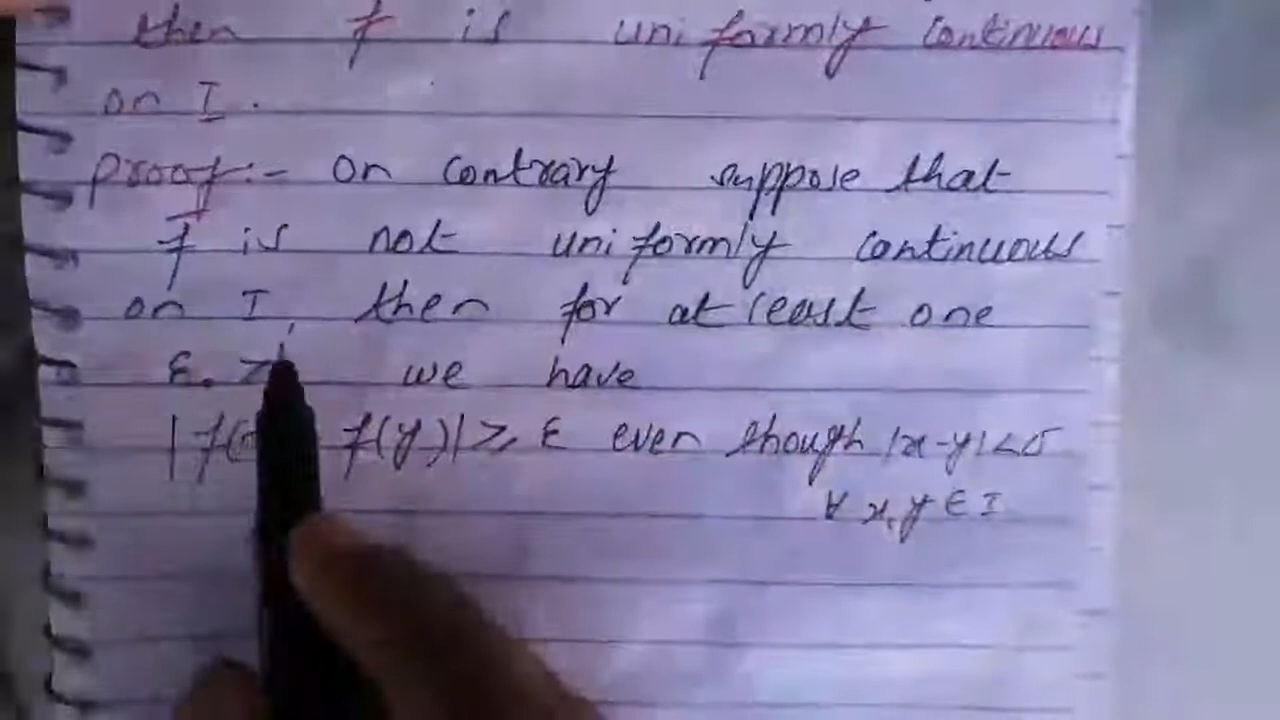 then f is uniformly continuous
on I.
proof:- on contrary suppose that
f is not uniformly continuous
on I, then for at least one
ε. > we have
|f( f(y)| ≥ ε even though |x-y| < δ
∀ x, y ∈ I